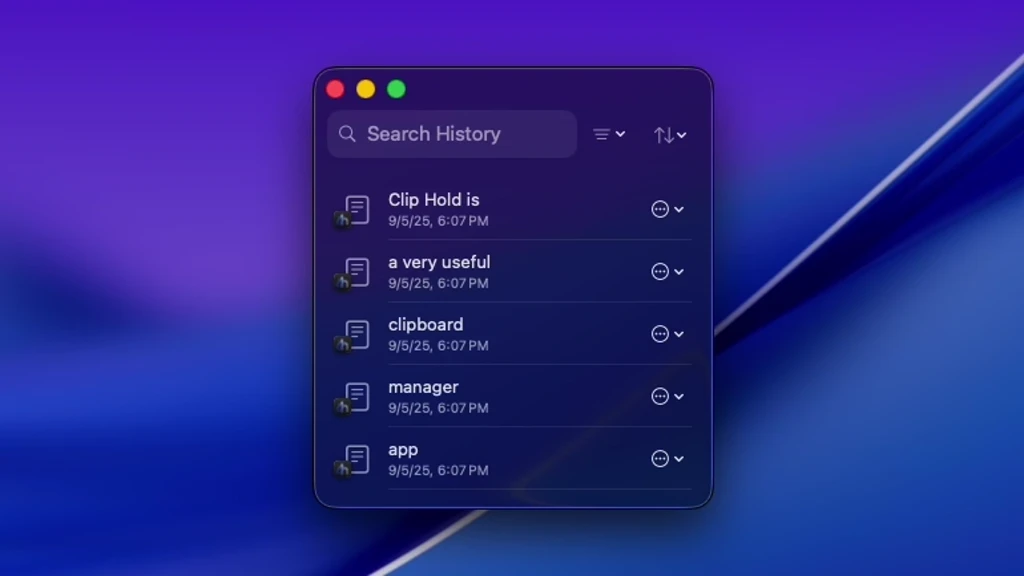 Search History
Clip Hold is
9/5/25, 6:07 PM
a very useful
9/5/25, 6:07 PM
clipboard
9/5/25, 6:07 PM
manager
9/5/25, 6:07 PM
app
9/5/25, 6:07 PM